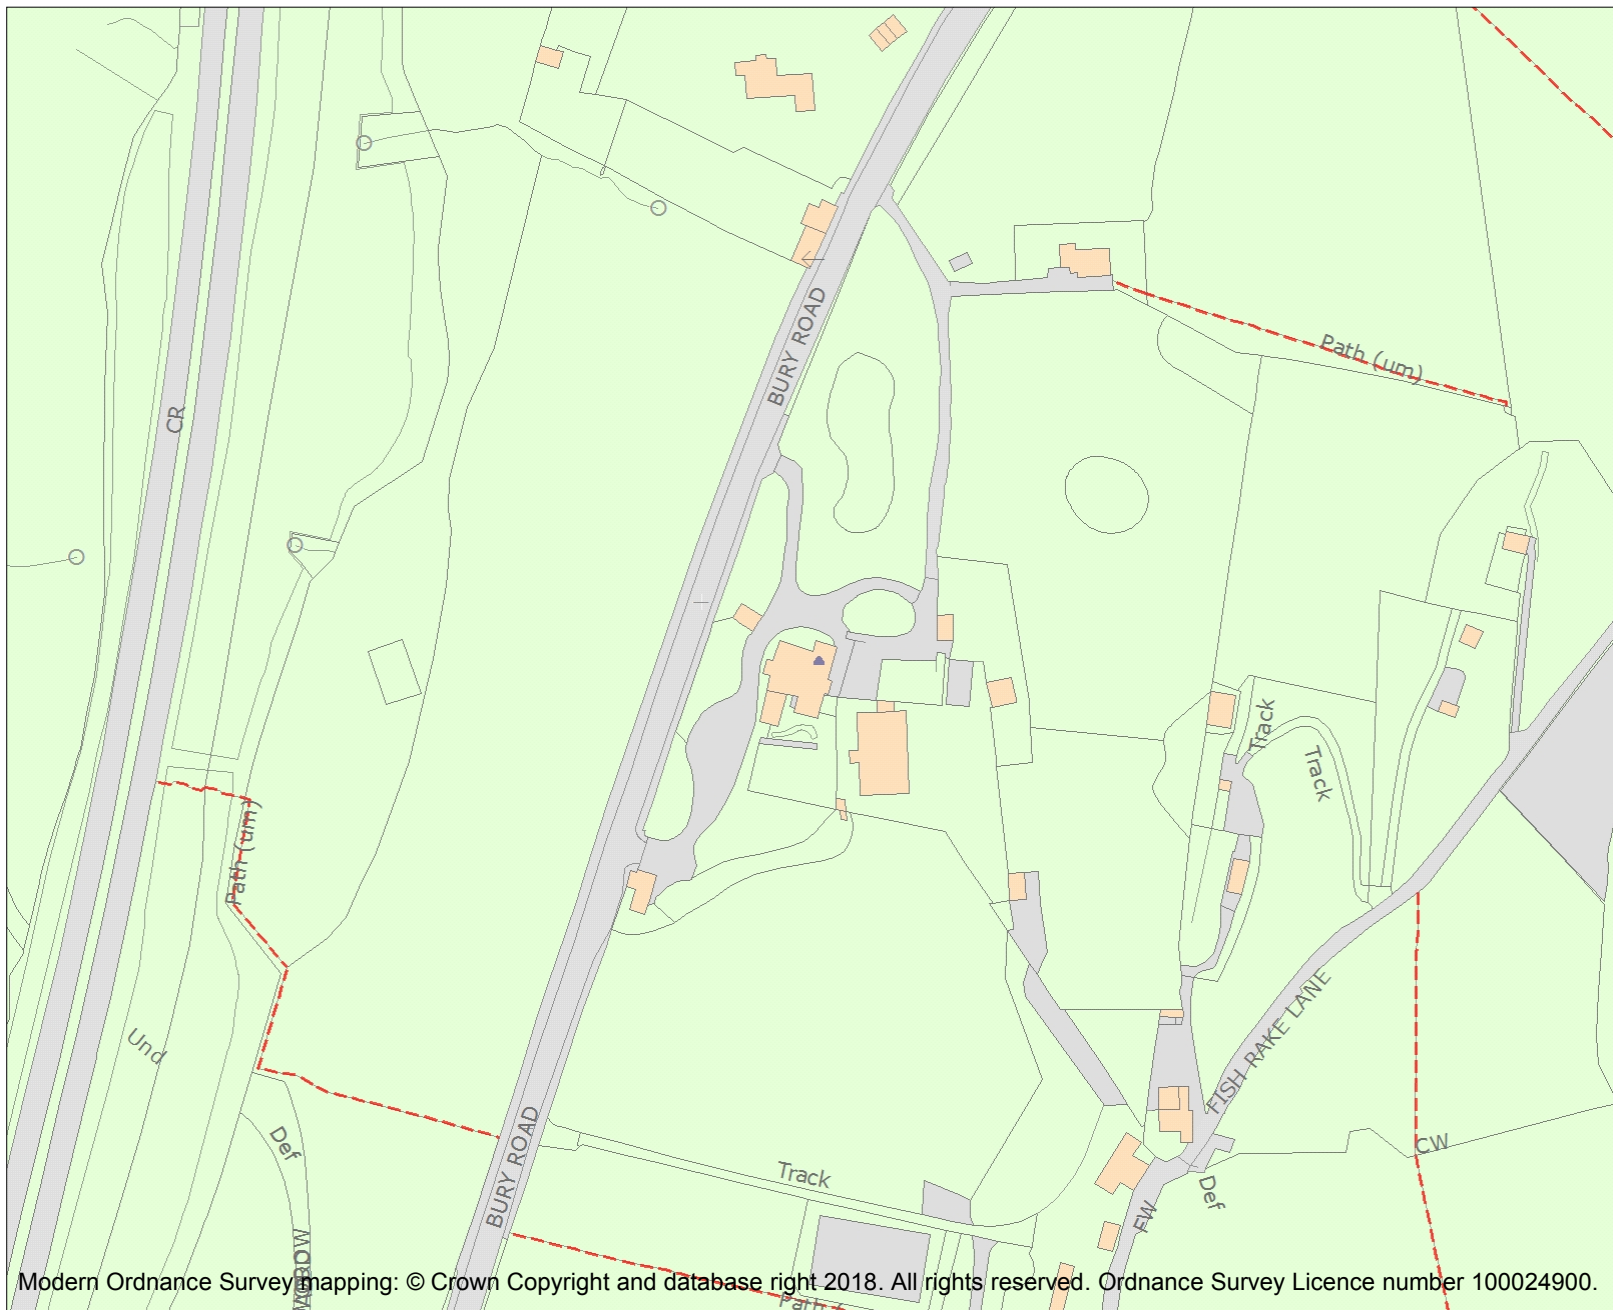 BURY ROAD
Path (um)
CR
Track
Track
Path (um)
FISH RAKE LANE
Und
Def
CW
BURY ROAD
Track
Def
FW
Modern Ordnance Survey mapping: © Crown Copyright and database right 2018. All rights reserved. Ordnance Survey Licence number 100024900.